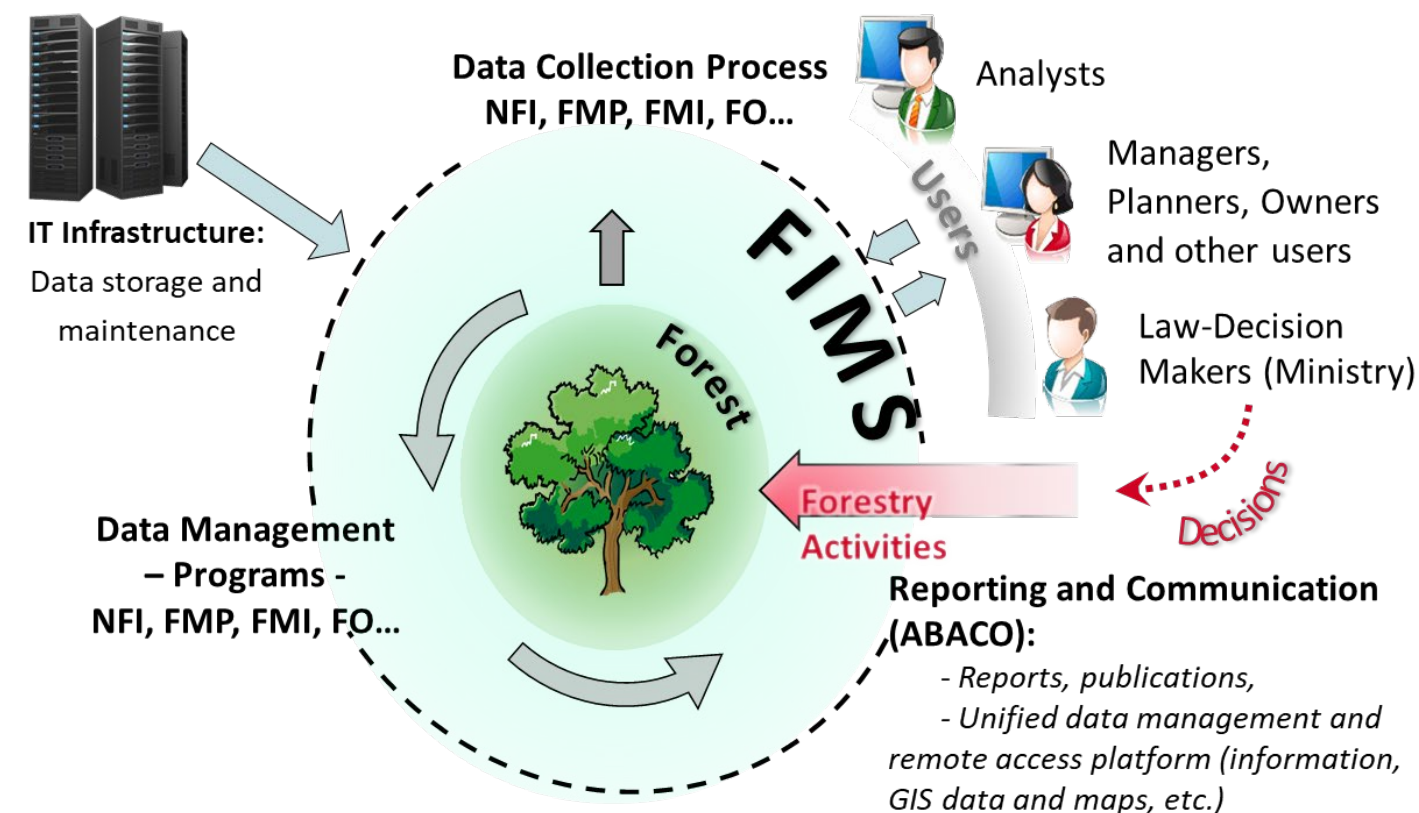 Data Collection Process
NFI, FMP, FMI, FO…
Analysts
Managers,
Planners, Owners
and other users
Users
Law-Decision
Makers (Ministry)
IT Infrastructure:
Data storage and
maintenance
FIMS
Forest
Forestry
Activities
Decisions
Data Management
– Programs -
NFI, FMP, FMI, FO…
Reporting and Communication
(ABACO):
- Reports, publications,
- Unified data management and
remote access platform (information,
GIS data and maps, etc.)